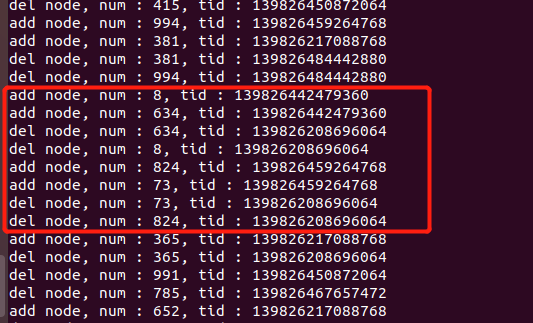 del node, num : 415, tid : 139826450872064
add node, num : 994, tid : 139826459264768
add node, num : 381, tid : 139826217088768
del node, num : 381, tid : 139826484442880
del node, num : 994, tid : 139826484442880
add node, num : 8, tid : 139826442479360
add node, num : 634, tid : 139826442479360
del node, num : 634, tid : 139826208696064
del node, num : 8, tid : 139826208696064
add node, num : 824, tid : 139826459264768
add node, num : 73, tid : 139826459264768
del node, num : 73, tid : 139826208696064
del node, num : 824, tid : 139826208696064
add node, num : 365, tid : 139826217088768
del node, num : 365, tid : 139826208696064
del node, num : 991, tid : 139826450872064
del node, num : 785, tid : 139826467657472
add node, num : 652, tid : 139826217088768